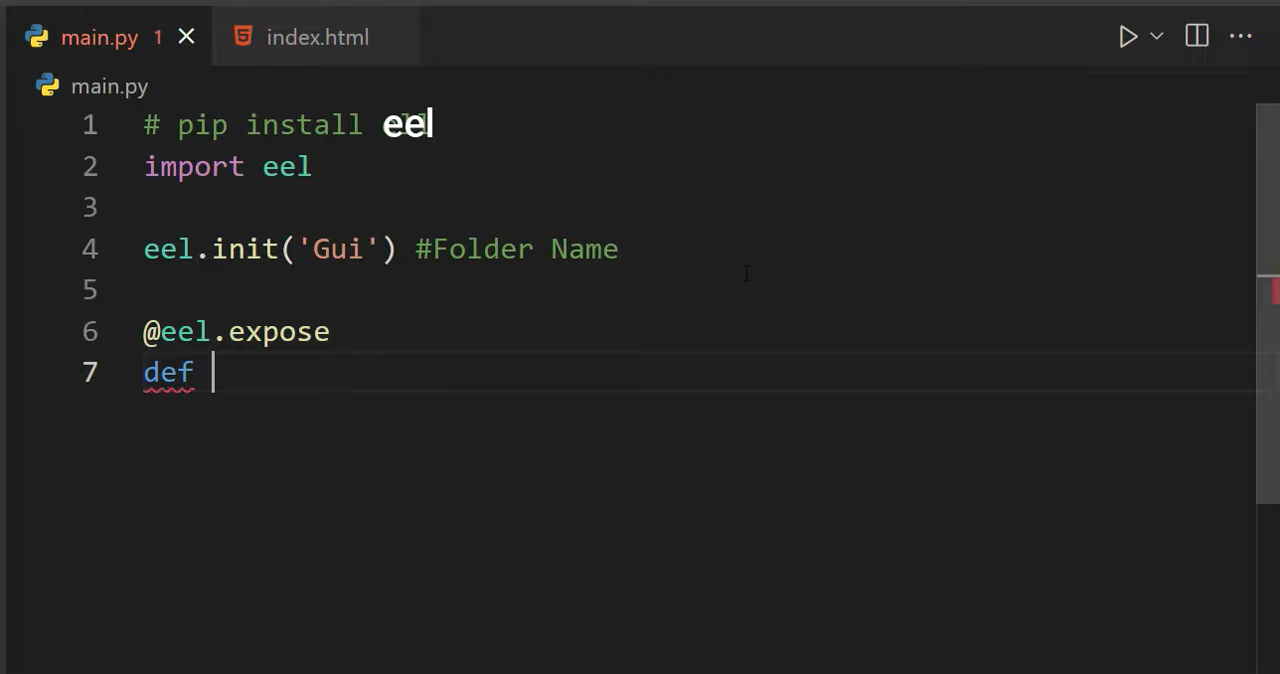 main.py 1 index.html
main.py
1 # pip install eel
2 import eel
3
4 eel.init('Gui') #Folder Name
5
6 @eel.expose
7 def